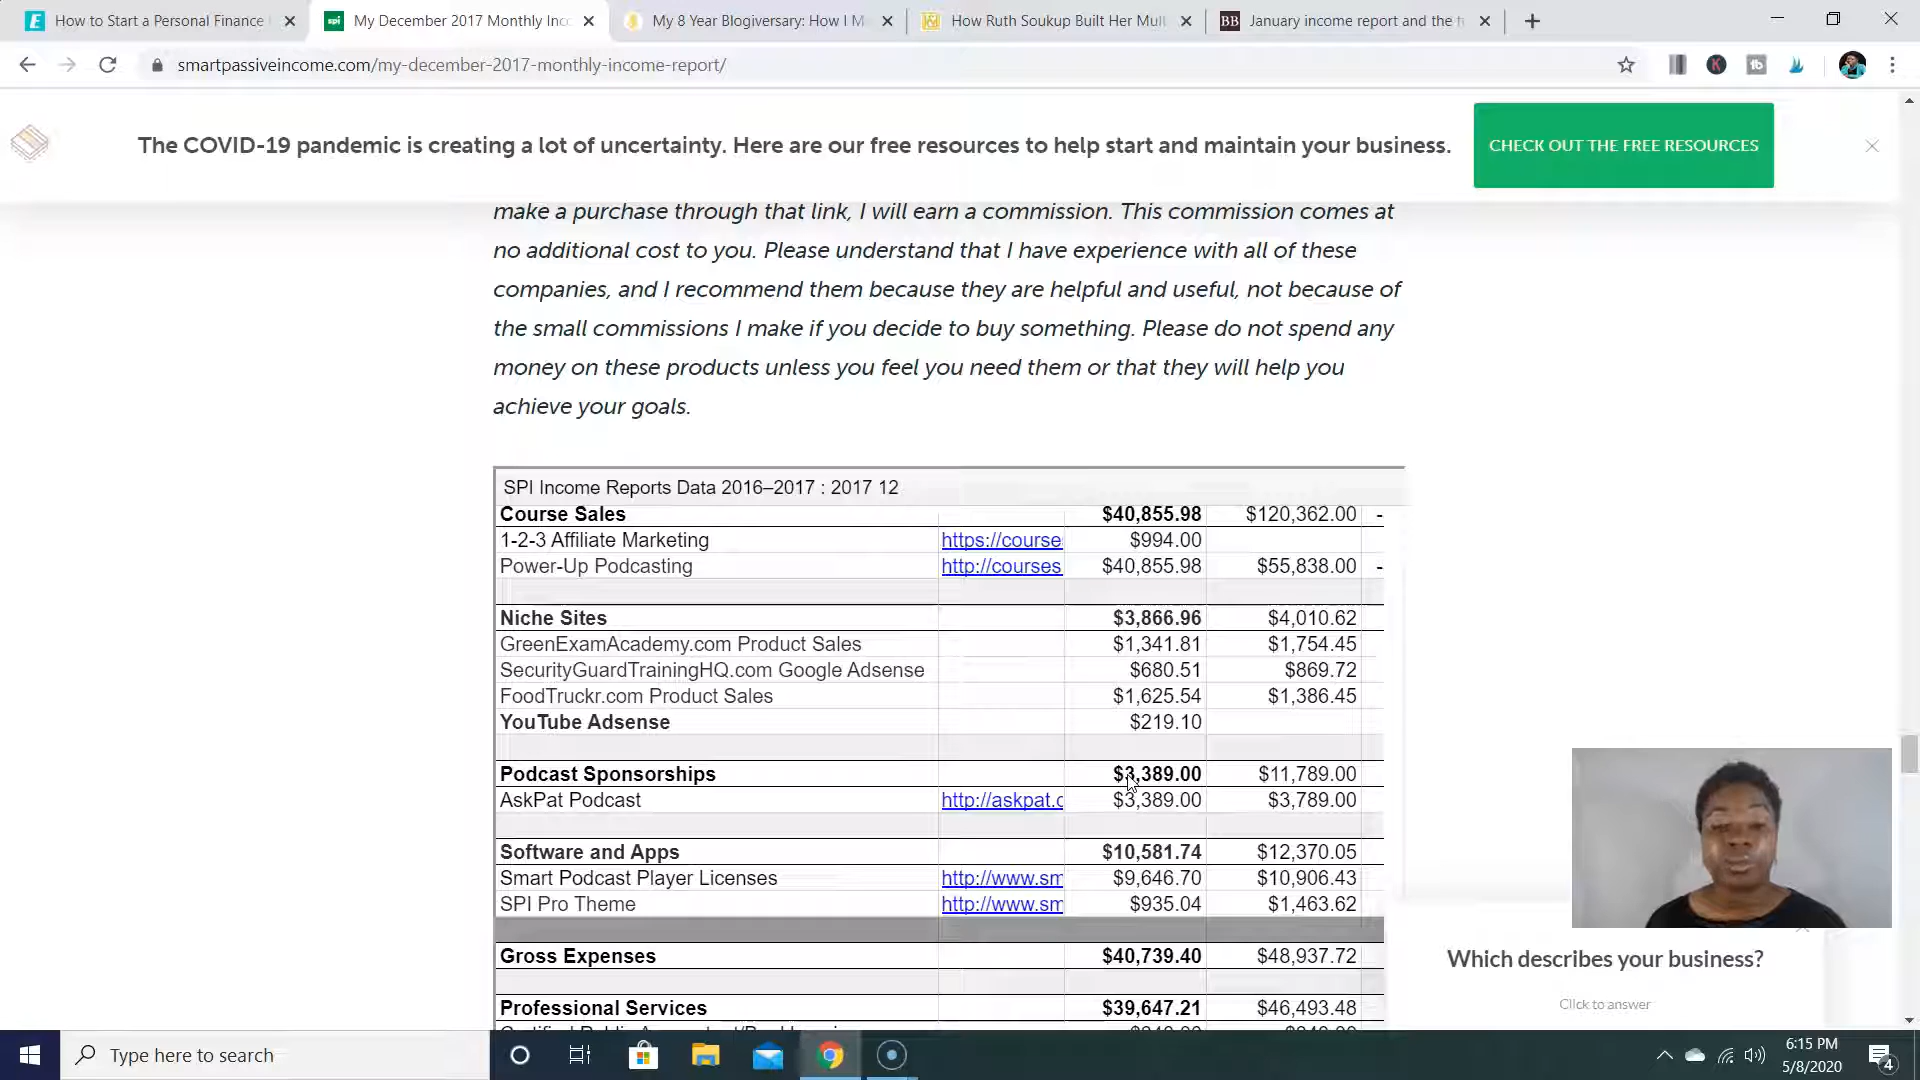 How to Start a Personal Finance
My December 2017 Monthly Inc
My 8 Year Blogiversary: How I M
How Ruth Soukup Built Her Mul
January income report and the
smartpassiveincome.com/my-december-2017-monthly-income-report/
The COVID-19 pandemic is creating a lot of uncertainty. Here are our free resources to help start and maintain your business.
CHECK OUT THE FREE RESOURCES
make a purchase through that link, I will earn a commission. This commission comes at
no additional cost to you. Please understand that I have experience with all of these
companies, and I recommend them because they are helpful and useful, not because of
the small commissions I make if you decide to buy something. Please do not spend any
money on these products unless you feel you need them or that they will help you
achieve your goals.
SPI Income Reports Data 2016–2017 : 2017 12
Course Sales $40,855.98 $120,362.00 -
1-2-3 Affiliate Marketing https://course $994.00
Power-Up Podcasting http://courses $40,855.98 $55,838.00 -
Niche Sites $3,866.96 $4,010.62
GreenExamAcademy.com Product Sales $1,341.81 $1,754.45
SecurityGuardTrainingHQ.com Google Adsense $680.51 $869.72
FoodTruckr.com Product Sales $1,625.54 $1,386.45
YouTube Adsense $219.10
Podcast Sponsorships $3,389.00 $11,789.00
AskPat Podcast http://askpat.c $3,389.00 $3,789.00
Software and Apps $10,581.74 $12,370.05
Smart Podcast Player Licenses http://www.sm $9,646.70 $10,906.43
SPI Pro Theme http://www.sm $935.04 $1,463.62
Gross Expenses $40,739.40 $48,937.72
Professional Services $39,647.21 $46,493.48
Which describes your business?
Click to answer
Type here to search
6:15 PM
5/8/2020
4